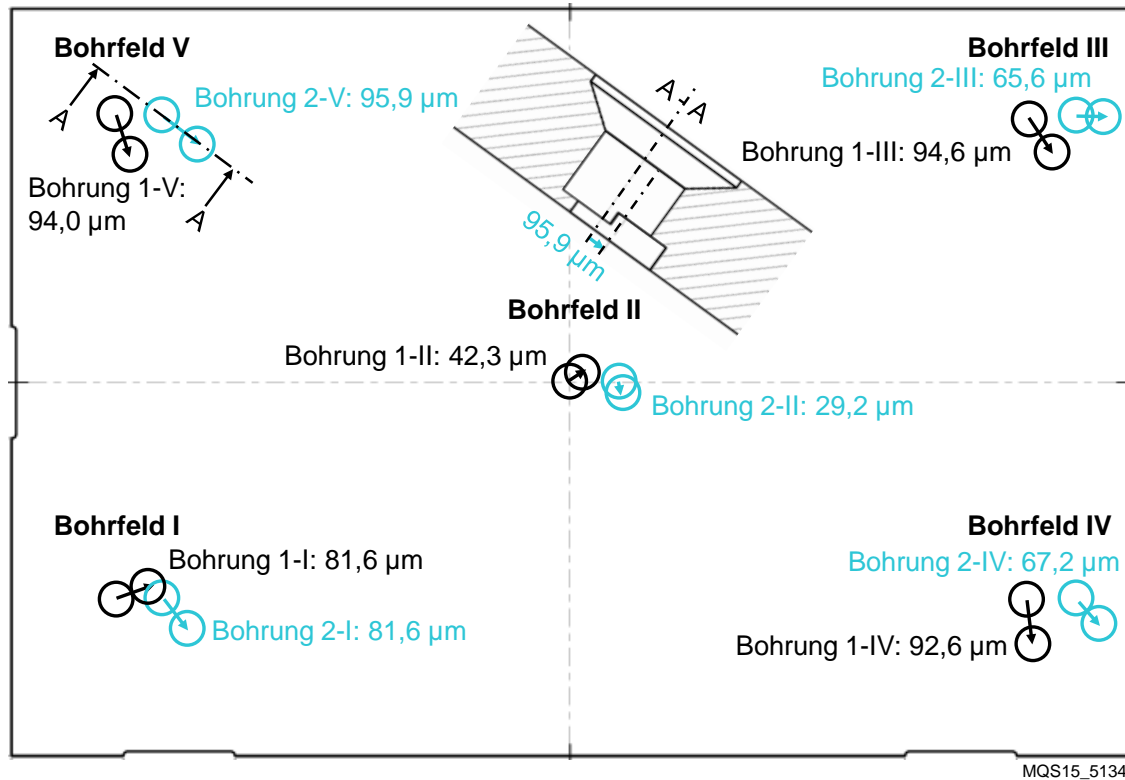 Bohrfeld V
Bohrfeld III
Bohrung 2-V: 95,9 µm
Bohrung 2-III: 65,6 µm
A
A - A
Bohrung 1-III: 94,6 µm
Bohrung 1-V:
94,0 µm
A
95,9 µm
Bohrfeld II
Bohrung 1-II: 42,3 µm
Bohrung 2-II: 29,2 µm
Bohrfeld I
Bohrfeld IV
Bohrung 1-I: 81,6 µm
Bohrung 2-IV: 67,2 µm
Bohrung 2-I: 81,6 µm
Bohrung 1-IV: 92,6 µm
MQS15_5134